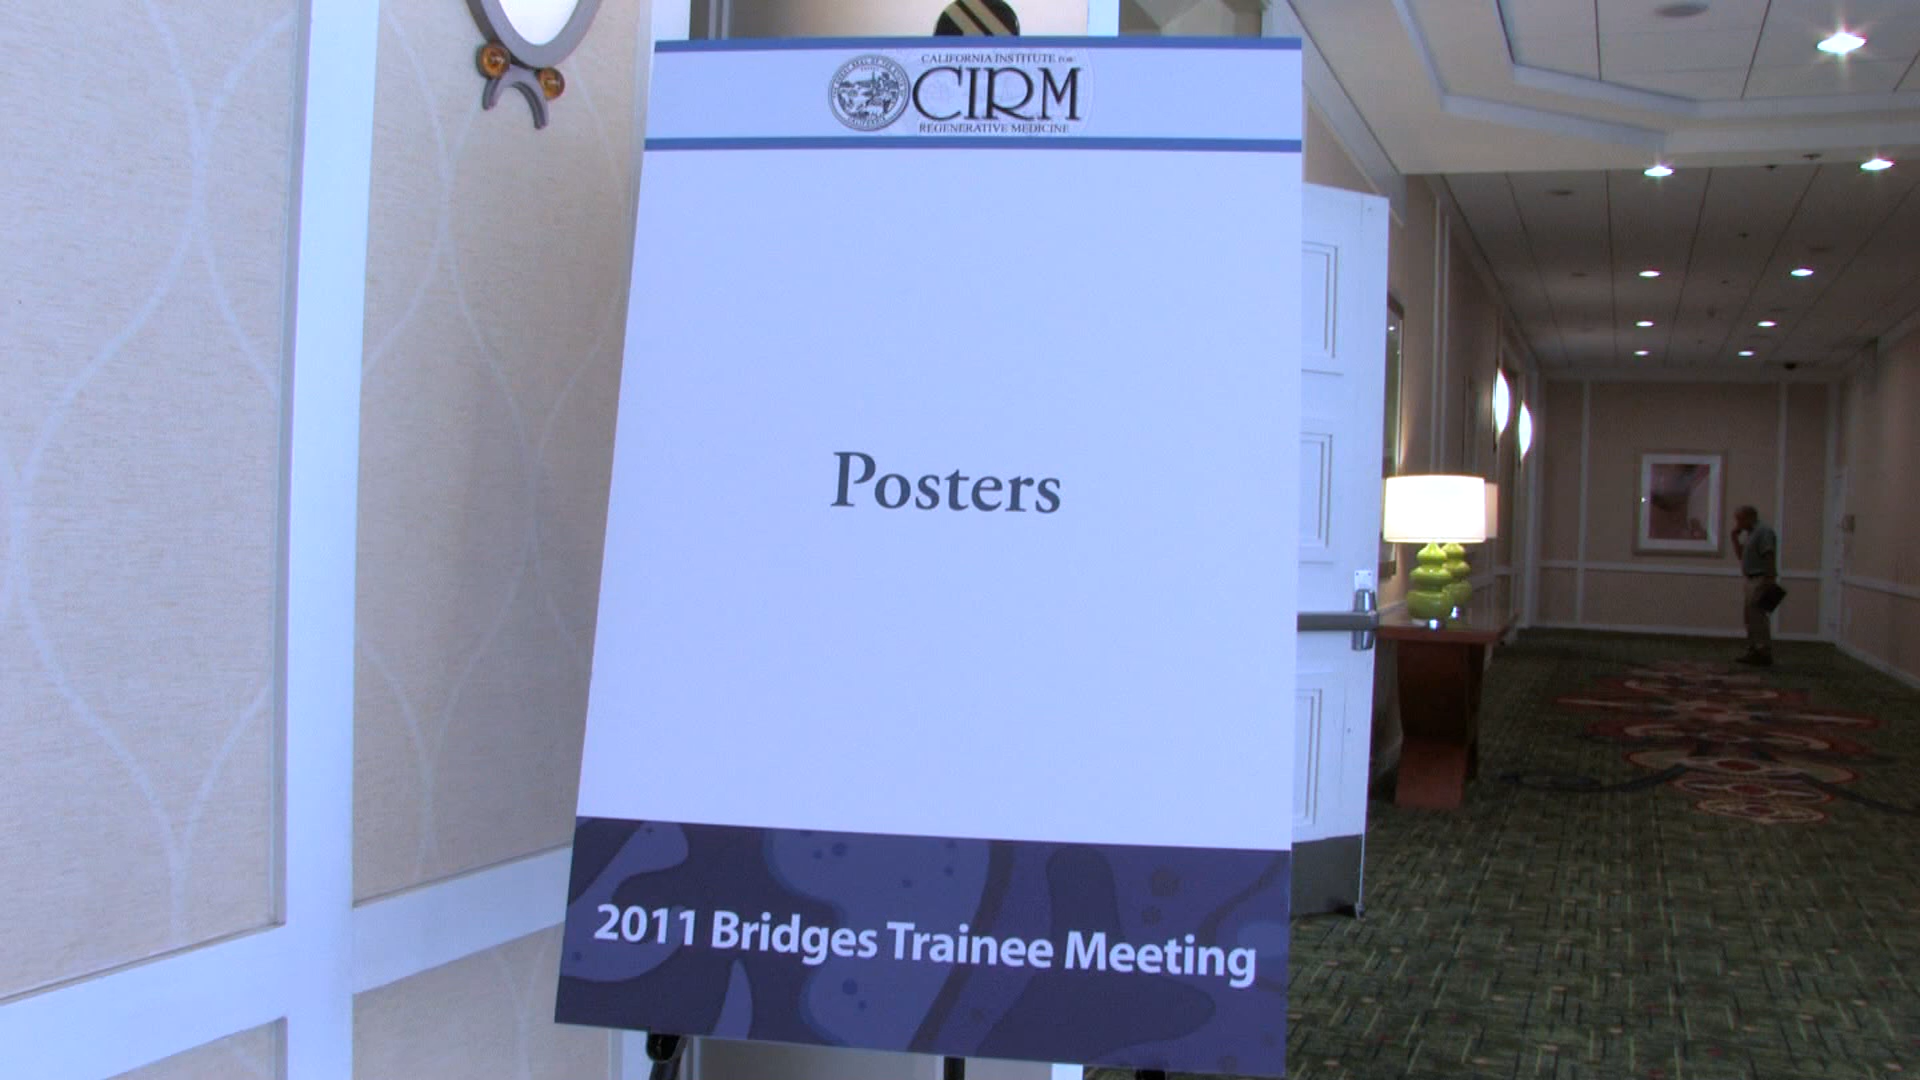 CALIFORNIA INSTITUTE FOR
CIRM
REGENERATIVE MEDICINE
Posters
2011 Bridges Trainee Meeting